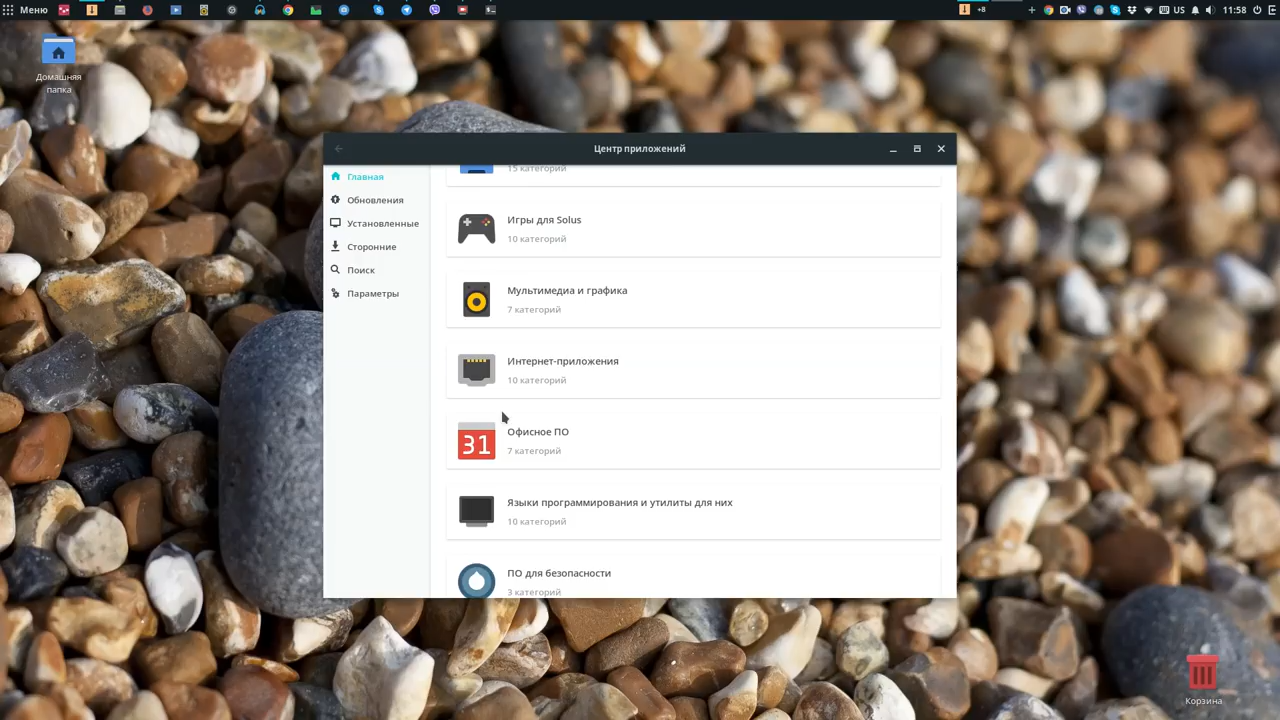 Меню
+8
US
11:58
Домашняя
папка
Центр приложений
Главная
Обновления
Установленные
Сторонние
Поиск
Параметры
15 категорий
Игры для Solus
10 категорий
Мультимедиа и графика
7 категорий
Интернет-приложения
10 категорий
31
Офисное ПО
7 категорий
Языки программирования и утилиты для них
10 категорий
ПО для безопасности
3 категорий
Корзина